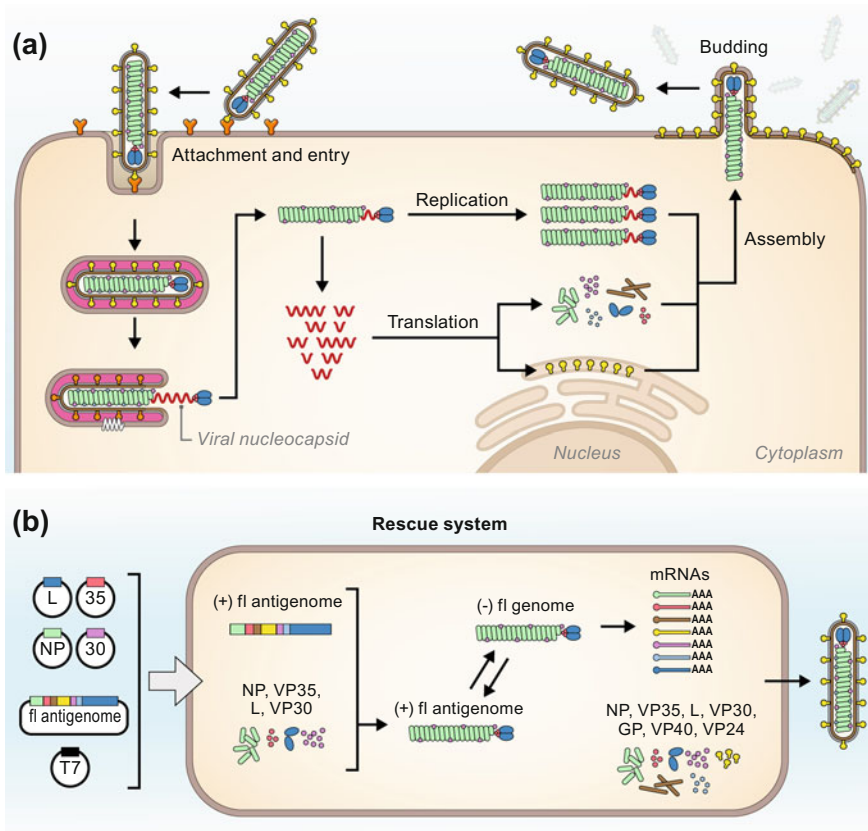 (a)
Budding
Attachment and entry
Replication
Assembly
Translation
Viral nucleocapsid
Nucleus
Cytoplasm
(b)
Rescue system
L
35
NP
30
fl antigenome
T7
(+) fl antigenome
NP, VP35,
L, VP30
(-) fl genome
(+) fl antigenome
mRNAs
AAA
AAA
AAA
AAA
AAA
AAA
AAA
NP, VP35, L, VP30,
GP, VP40, VP24